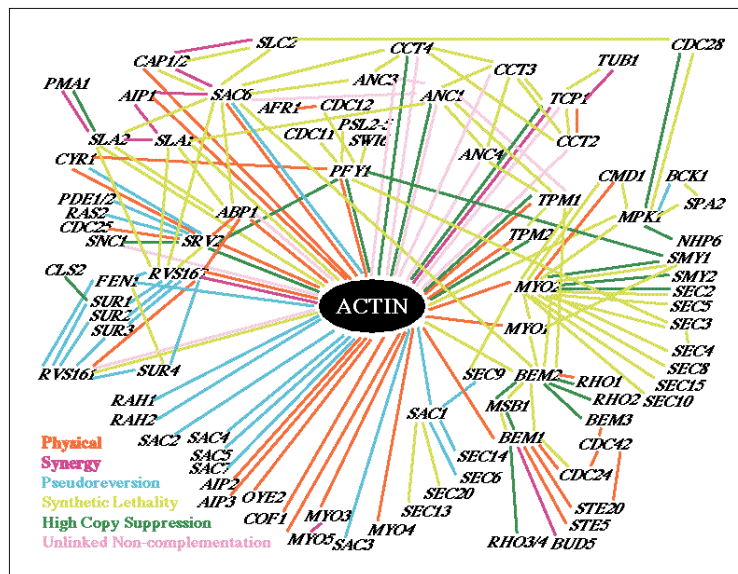 SLC2
CCT4
CDC28
CAP1/2
TUB1
ANC3
CCT3
PMA1
AIP1
SAC6
ANC1
TCP1
AFR1
CDC12
CDC11
PSL2-5
SWI6
SLA2
SLA1
CCT2
ANC4
CYR1
PFY1
CMD1
BCK1
PDE1/2
RAS2
CDC25
SNC1
ABP1
SRV2
TPM1
TPM2
MPK1
SPA2
NHP6
SMY1
CLS2
FEN1
RVS167
SMY2
SUR1
SUR2
SUR3
ACTIN
MYO2
SEC2
SEC5
SEC3
MYO1
SEC4
RVS161
SUR4
SEC9
BEM2
SEC8
RHO1
SEC15
RHO2
SEC10
RAH1
RAH2
SAC1
MSB1
BEM3
SAC2
SAC4
SAC5
SAC7
BEM1
CDC42
Physical
Synergy
Pseudoreversion
Synthetic Lethality
High Copy Suppression
Unlinked Non-complementation
SEC14
SEC6
CDC24
AIP2
AIP3
OYE2
SEC20
SEC13
STE20
COF1
MYO3
MYO5
MYO4
SAC3
STE5
RHO3/4
BUD5